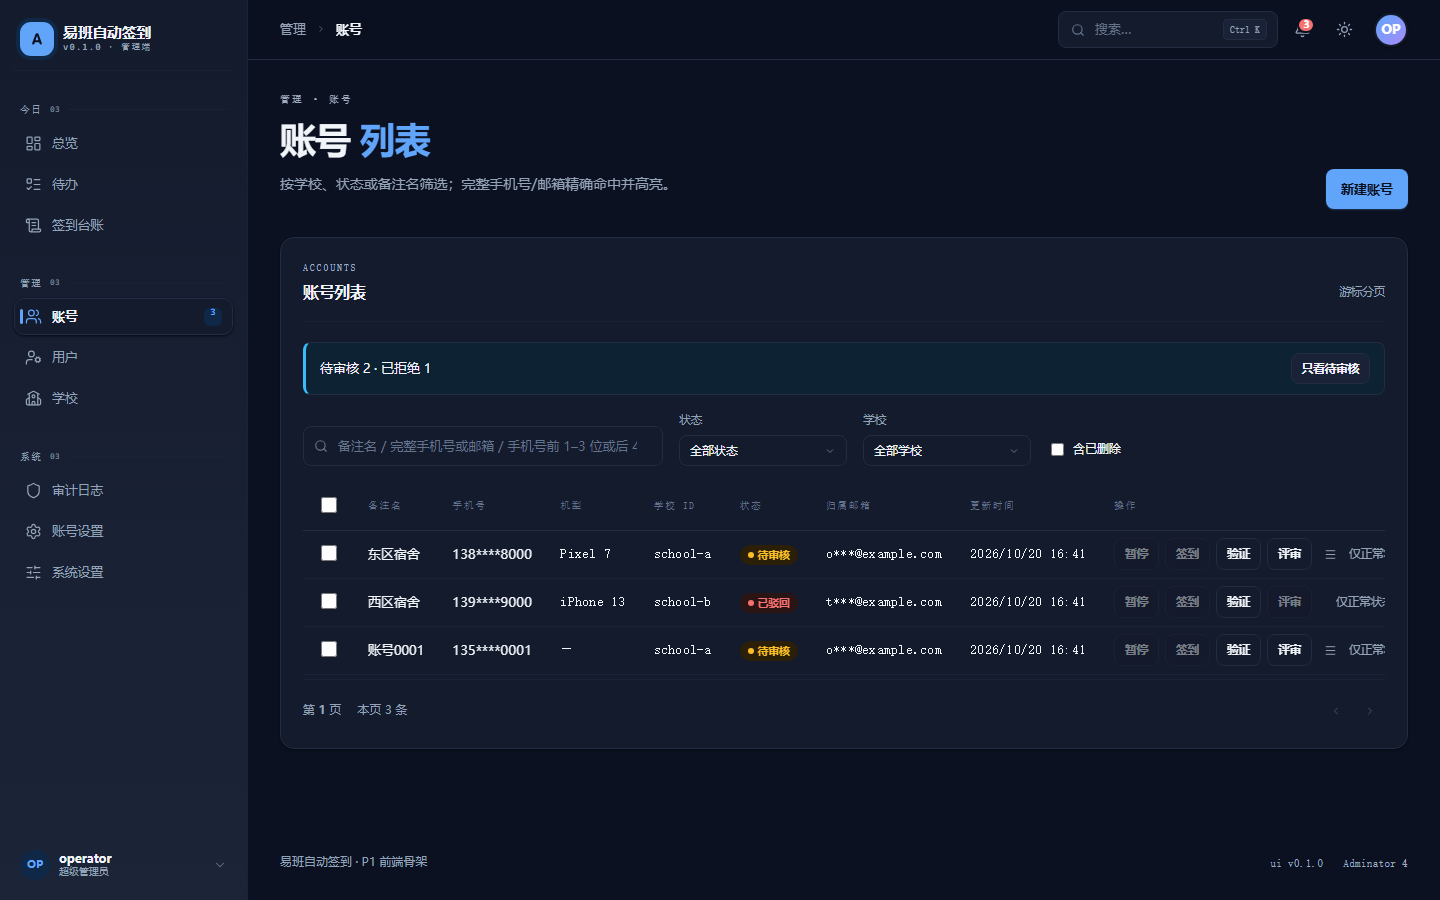 A
易班自动签到
v0.1.0 · 管理端
今日 03
总览
待办
签到台账
管理 03
账号 3
用户
学校
系统 03
审计日志
账号设置
系统设置
OP
operator
超级管理员
管理 › 账号
搜索... Ctrl K
3
OP
管理 · 账号
账号 列表
按学校、状态或备注名筛选；完整手机号/邮箱精确命中并高亮。
新建账号
ACCOUNTS
账号列表
游标分页
待审核 2 · 已拒绝 1
只看待审核
状态
学校
备注名 / 完整手机号或邮箱 / 手机号前 1–3 位或后 4
全部状态
全部学校
含已删除
备注名 手机号 机型 学校 ID 状态 归属邮箱 更新时间 操作
东区宿舍 138****8000 Pixel 7 school-a 待审核 o***@example.com 2026/10/20 16:41 暂停 签到 验证 评审 ☰ 仅正常
西区宿舍 139****9000 iPhone 13 school-b 已驳回 t***@example.com 2026/10/20 16:41 暂停 签到 验证 评审 仅正常状
账号0001 135****0001 — school-a 待审核 o***@example.com 2026/10/20 16:41 暂停 签到 验证 评审 ☰ 仅正常
第 1 页 本页 3 条
‹ ›
易班自动签到 · P1 前端骨架
ui v0.1.0 Adminator 4